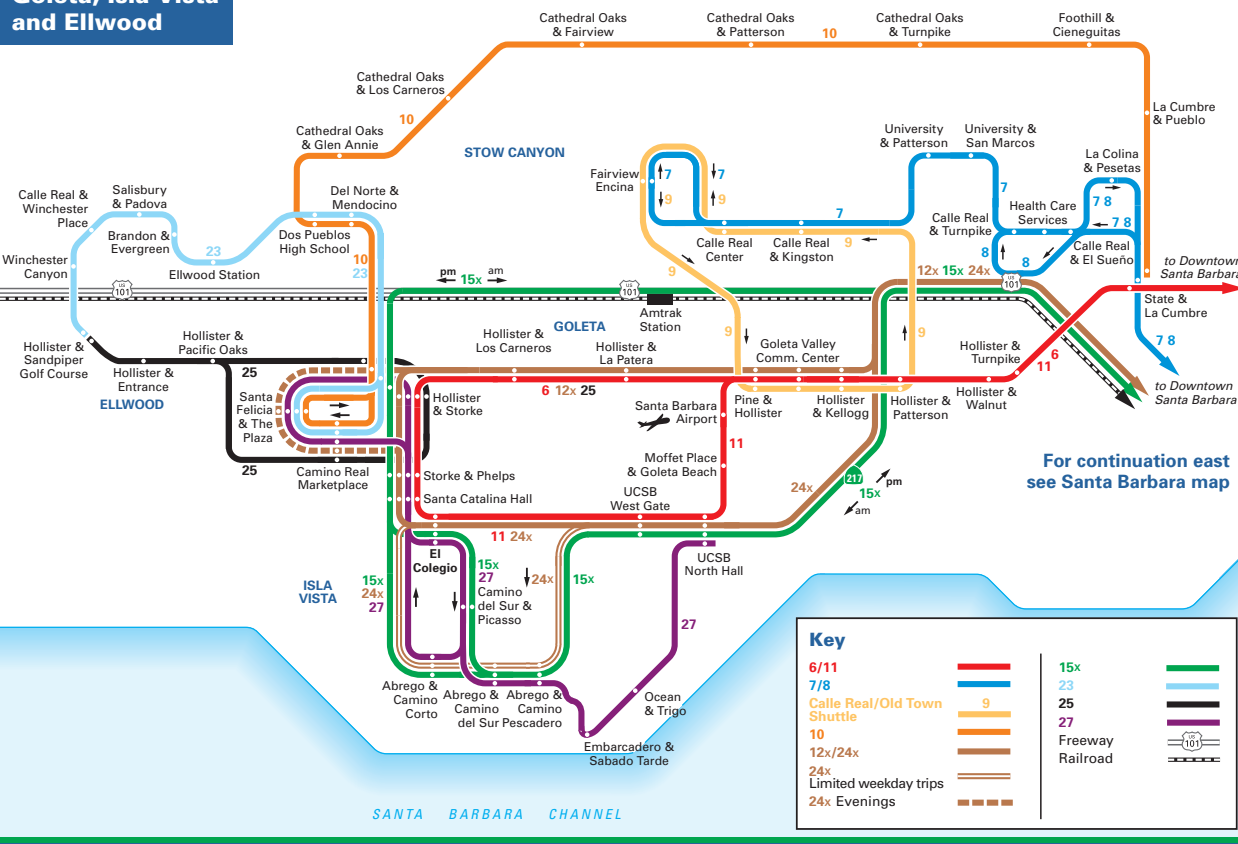 Goleta, Isla Vista
and Ellwood
Cathedral Oaks
& Fairview
Cathedral Oaks
& Patterson
10
Cathedral Oaks
& Turnpike
Foothill &
Cieneguitas
Cathedral Oaks
& Los Carneros
10
La Cumbre
& Pueblo
Cathedral Oaks
& Glen Annie
STOW CANYON
University
& Patterson
University &
San Marcos
La Colina
& Pesetas
Fairview
Encina
7
7
9
9
7
7
7 8
7 8
Calle Real &
Winchester
Place
Salisbury
& Padova
Del Norte &
Mendocino
Brandon &
Evergreen
23
Dos Pueblos
High School
Winchester
Canyon
Ellwood Station
10
23
Calle Real
Center
Calle Real
& Kingston
9
Calle Real
& Turnpike
Health Care
Services
Calle Real
& El Sueño
8
8
9
12x 15x 24x
US
101
US
101
US
101
pm
15x
am
to Downtown
Santa Barbara
State &
La Cumbre
Amtrak
Station
GOLETA
Hollister &
Sandpiper
Golf Course
Hollister &
Pacific Oaks
Hollister &
Entrance
25
ELLWOOD
Hollister &
Los Carneros
Hollister &
La Patera
9
Goleta Valley
Comm. Center
9
Hollister &
Turnpike
6
11
7 8
to Downtown
Santa Barbara
6 12x 25
Santa
Felicia
& The
Plaza
Hollister
& Storke
Santa Barbara
Airport
Pine &
Hollister
Hollister
& Kellogg
Hollister &
Patterson
Hollister &
Walnut
11
25
Camino Real
Marketplace
Storke & Phelps
Moffet Place
& Goleta Beach
For continuation east
see Santa Barbara map
Santa Catalina Hall
UCSB
West Gate
24x
217
15x
pm
am
11 24x
El
Colegio
UCSB
North Hall
ISLA
VISTA
15x
24x
27
15x
27
Camino
del Sur &
Picasso
24x
15x
27
Abrego &
Camino
Corto
Abrego &
Camino
del Sur
Abrego &
Camino
Pescadero
Ocean
& Trigo
Embarcadero &
Sabado Tarde
SANTA BARBARA CHANNEL
Key
6/11
7/8
Calle Real/Old Town
Shuttle
9
10
12x/24x
24x
Limited weekday trips
24x Evenings
15x
23
25
27
Freeway
US
101
Railroad